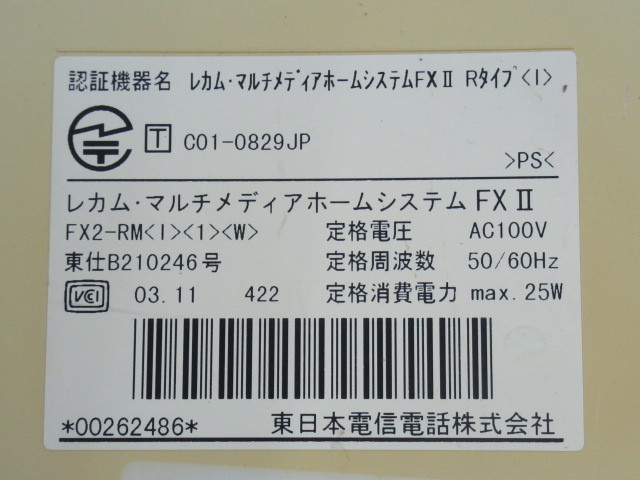 認証機器名 レカム・マルチメディアホームシステムFXⅡ Rタイプ<I>
T C01-0829JP
>PS<
レカム・マルチメディアホームシステム FXⅡ
FX2-RM<I><1><W> 定格電圧 AC100V
東仕B210246号 定格周波数 50/60Hz
VCI 03.11 422 定格消費電力 max.25W
*00262486* 東日本電信電話株式会社